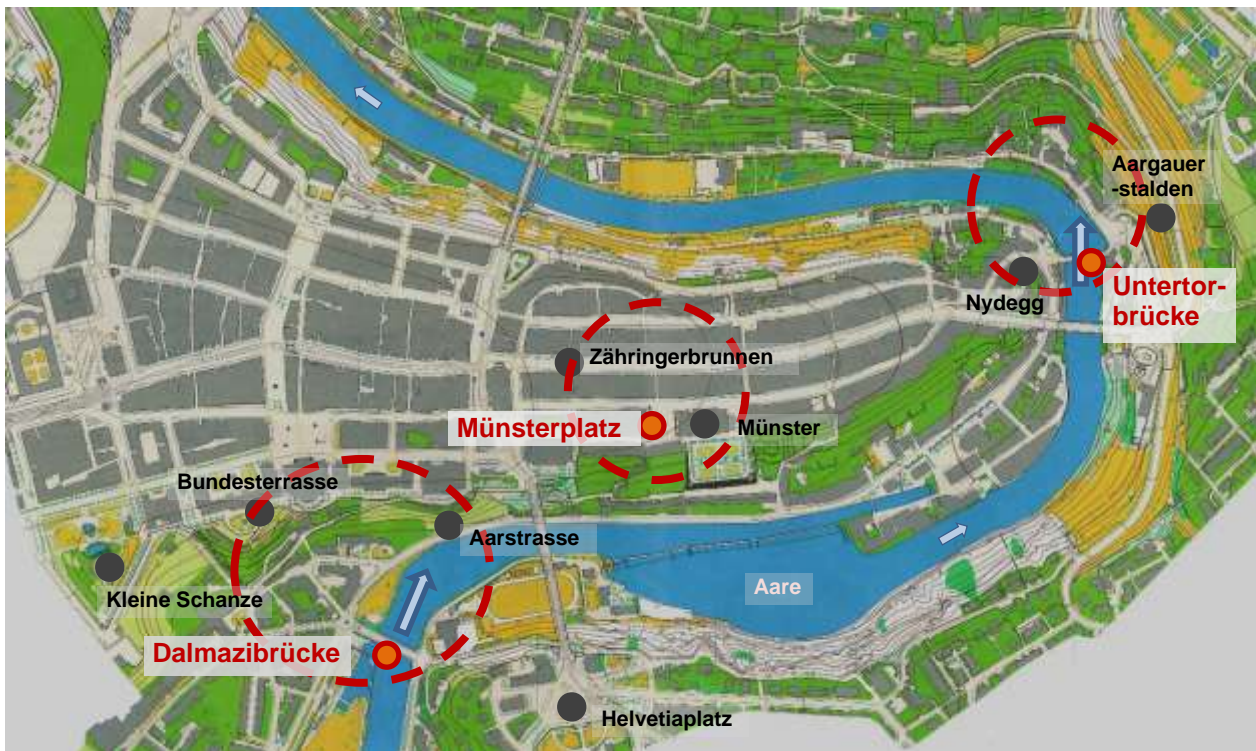 Aargauer
-stalden
Untertor-
brücke
Nydegg
Zähringerbrunnen
Münsterplatz
Münster
Bundesterrasse
Aarstrasse
Aare
Kleine Schanze
Dalmazibrücke
Helvetiaplatz